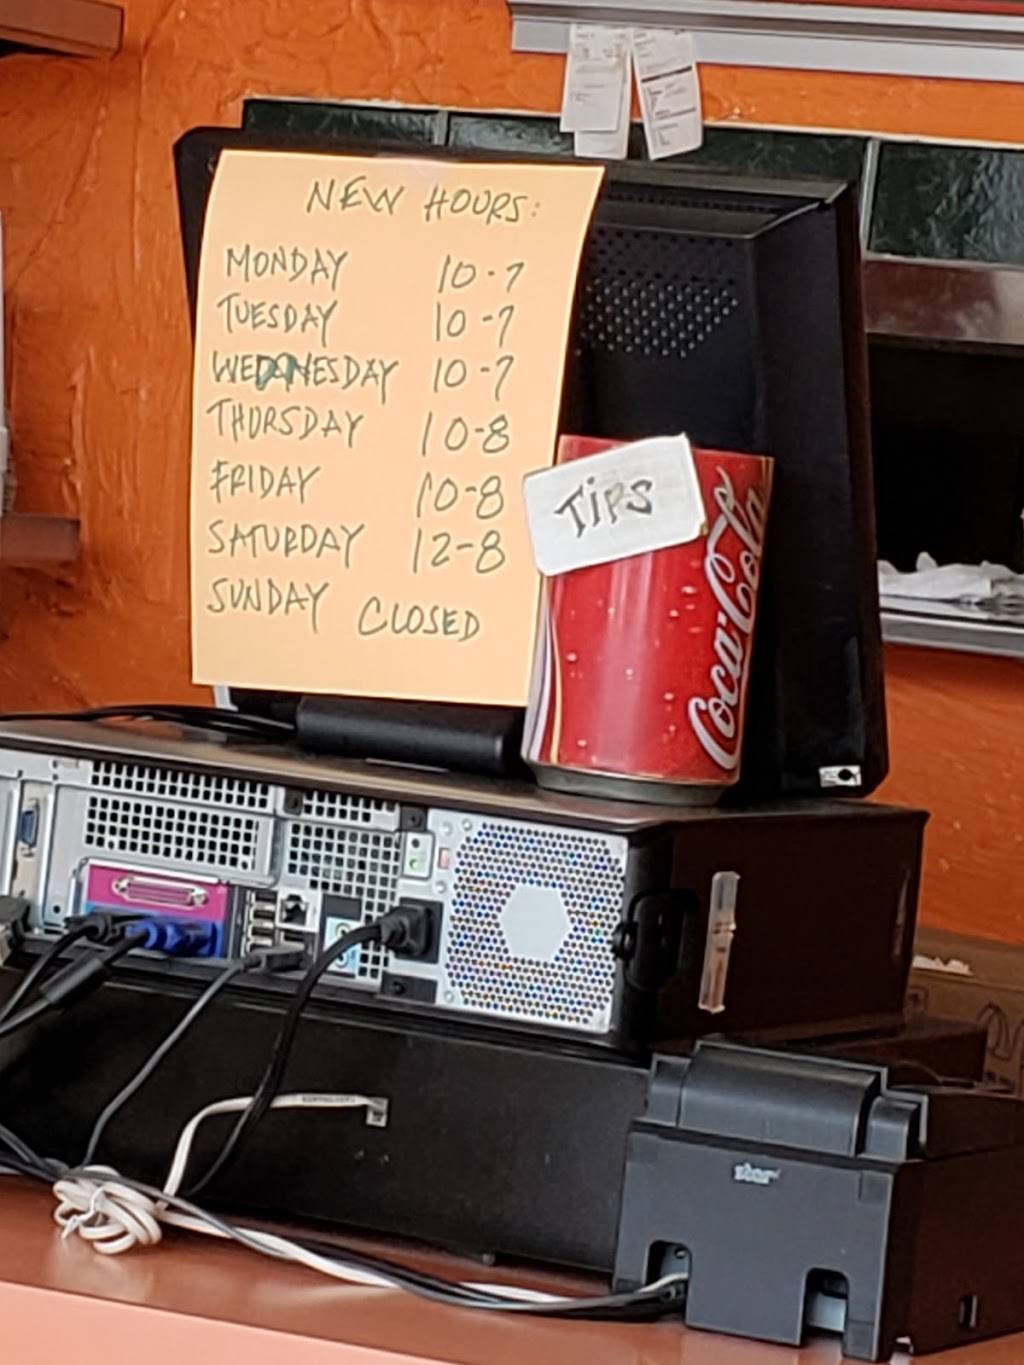 NEW HOURS:
MONDAY 10-7
TUESDAY 10-7
WEDNESDAY 10-7
THURSDAY 10-8
FRIDAY 10-8
SATURDAY 12-8
SUNDAY CLOSED
TiPS
Coca-Cola
star